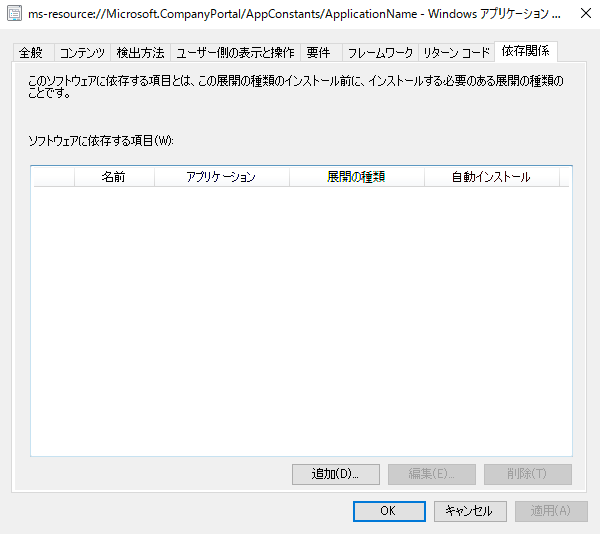 ms-resource://Microsoft.CompanyPortal/AppConstants/ApplicationName - Windows アプリケーション ...
全般 コンテンツ 検出方法 ユーザー側の表示と操作 要件 フレームワーク リターン コード 依存関係
このソフトウェアに依存する項目とは、この展開の種類のインストール前に、インストールする必要のある展開の種類の
ことです。
ソフトウェアに依存する項目(W):
名前 アプリケーション 展開の種類 自動インストール
追加(D)... 編集(E)... 削除(T)
OK キャンセル 適用(A)